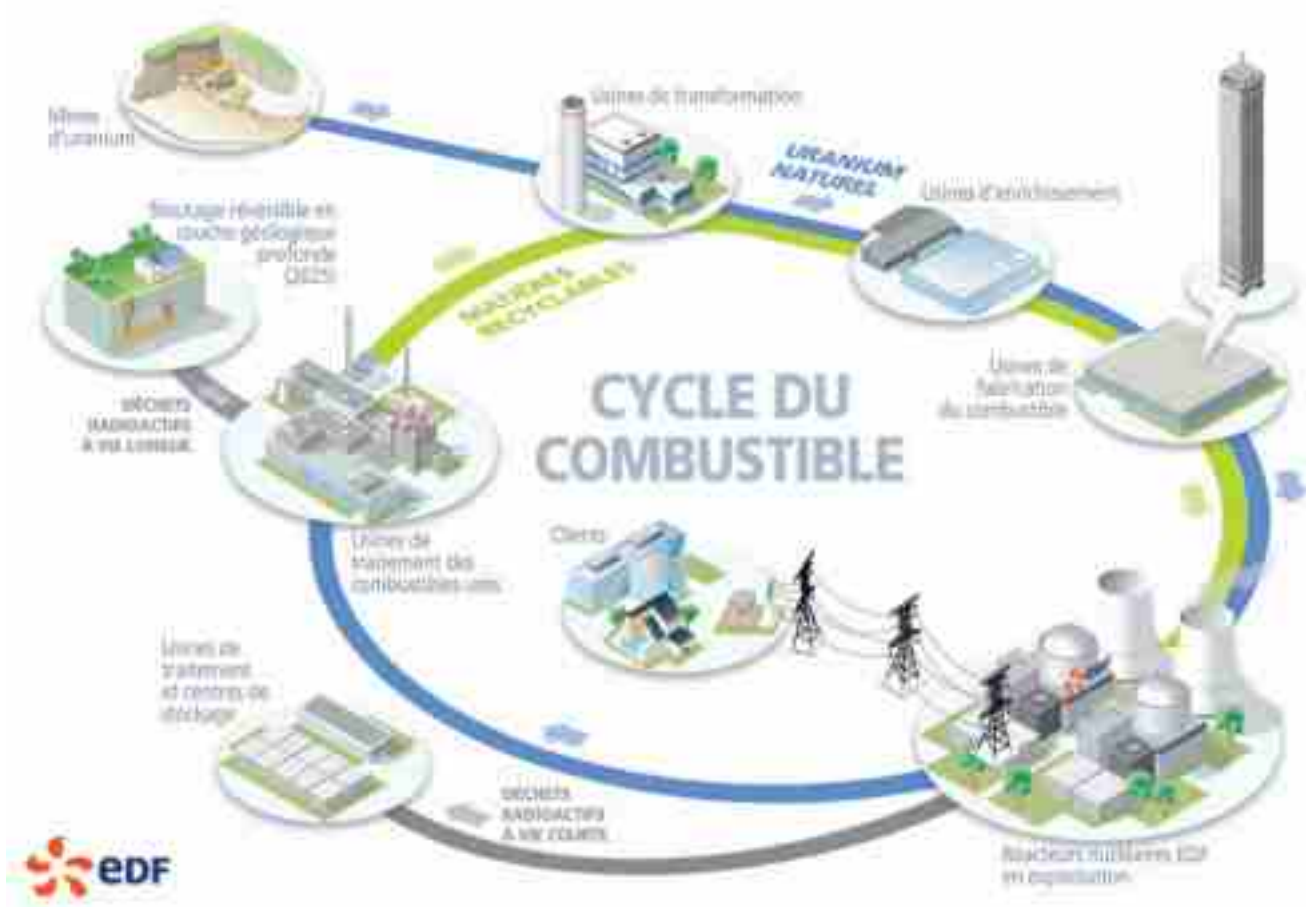 Mines
d'uranium
Usines de transformation
URANIUM
NATUREL
Usines d'enrichissement
Stockage réversible en
couche géologique
profonde
(2025)
MATIÈRES
RECYCLABLES
DÉCHETS
RADIOACTIFS
À VIE LONGUE
CYCLE DU
COMBUSTIBLE
Usines de
fabrication
du combustible
Usines de
traitement des
combustibles usés
Clients
Usines de
traitement
et centres de
stockage
DÉCHETS
RADIOACTIFS
À VIE COURTE
Réacteurs nucléaires EDF
en exploitation
eDF